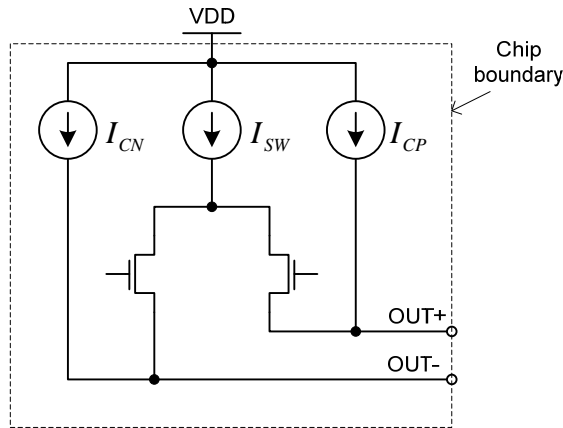 VDD
Chip
boundary
I_CN
I_SW
I_CP
OUT+
OUT-